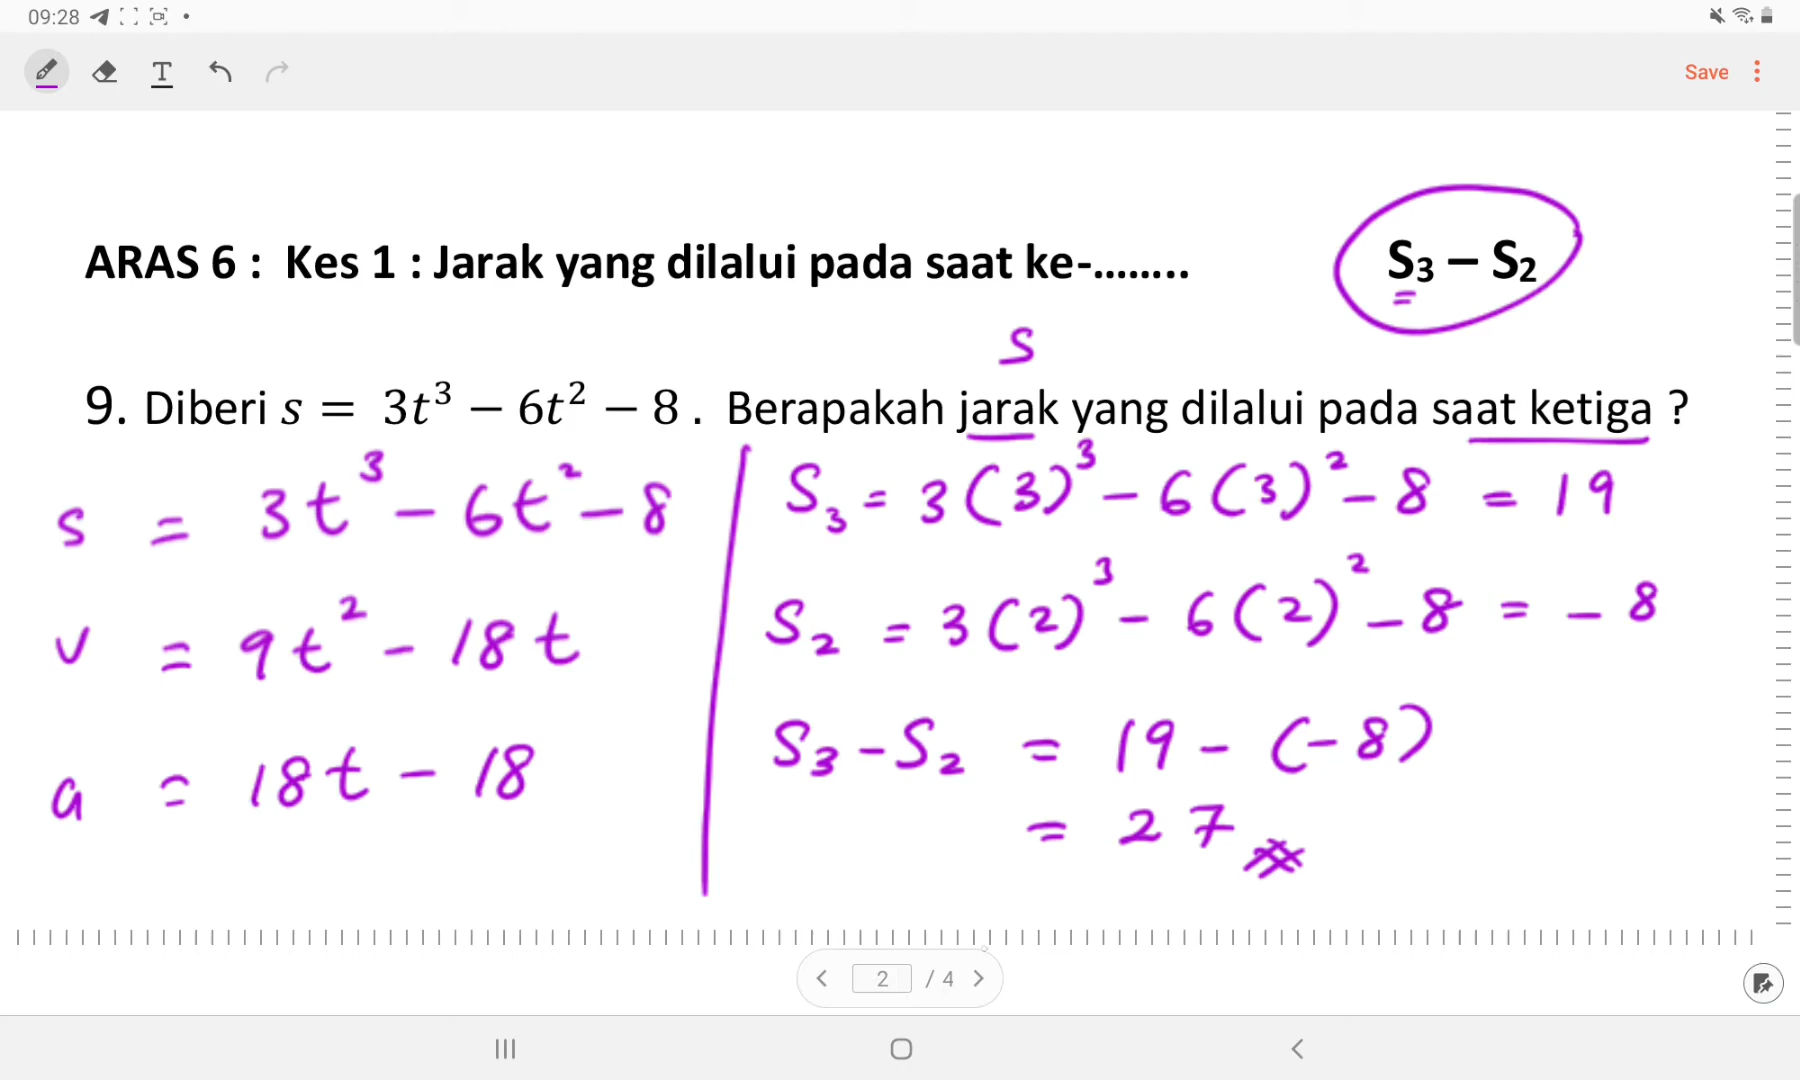 09:28
T
Save
ARAS 6 : Kes 1 : Jarak yang dilalui pada saat ke-........ S₃ – S₂
=
s
9. Diberi s = 3t³ − 6t² − 8 . Berapakah jarak yang dilalui pada saat ketiga ?
s = 3t³ − 6t² − 8
v = 9t² − 18t
a = 18t − 18
S₃ = 3(3)³ − 6(3)² − 8 = 19
S₂ = 3(2)³ − 6(2)² − 8 = − 8
S₃ − S₂ = 19 − (−8)
= 27
2 / 4